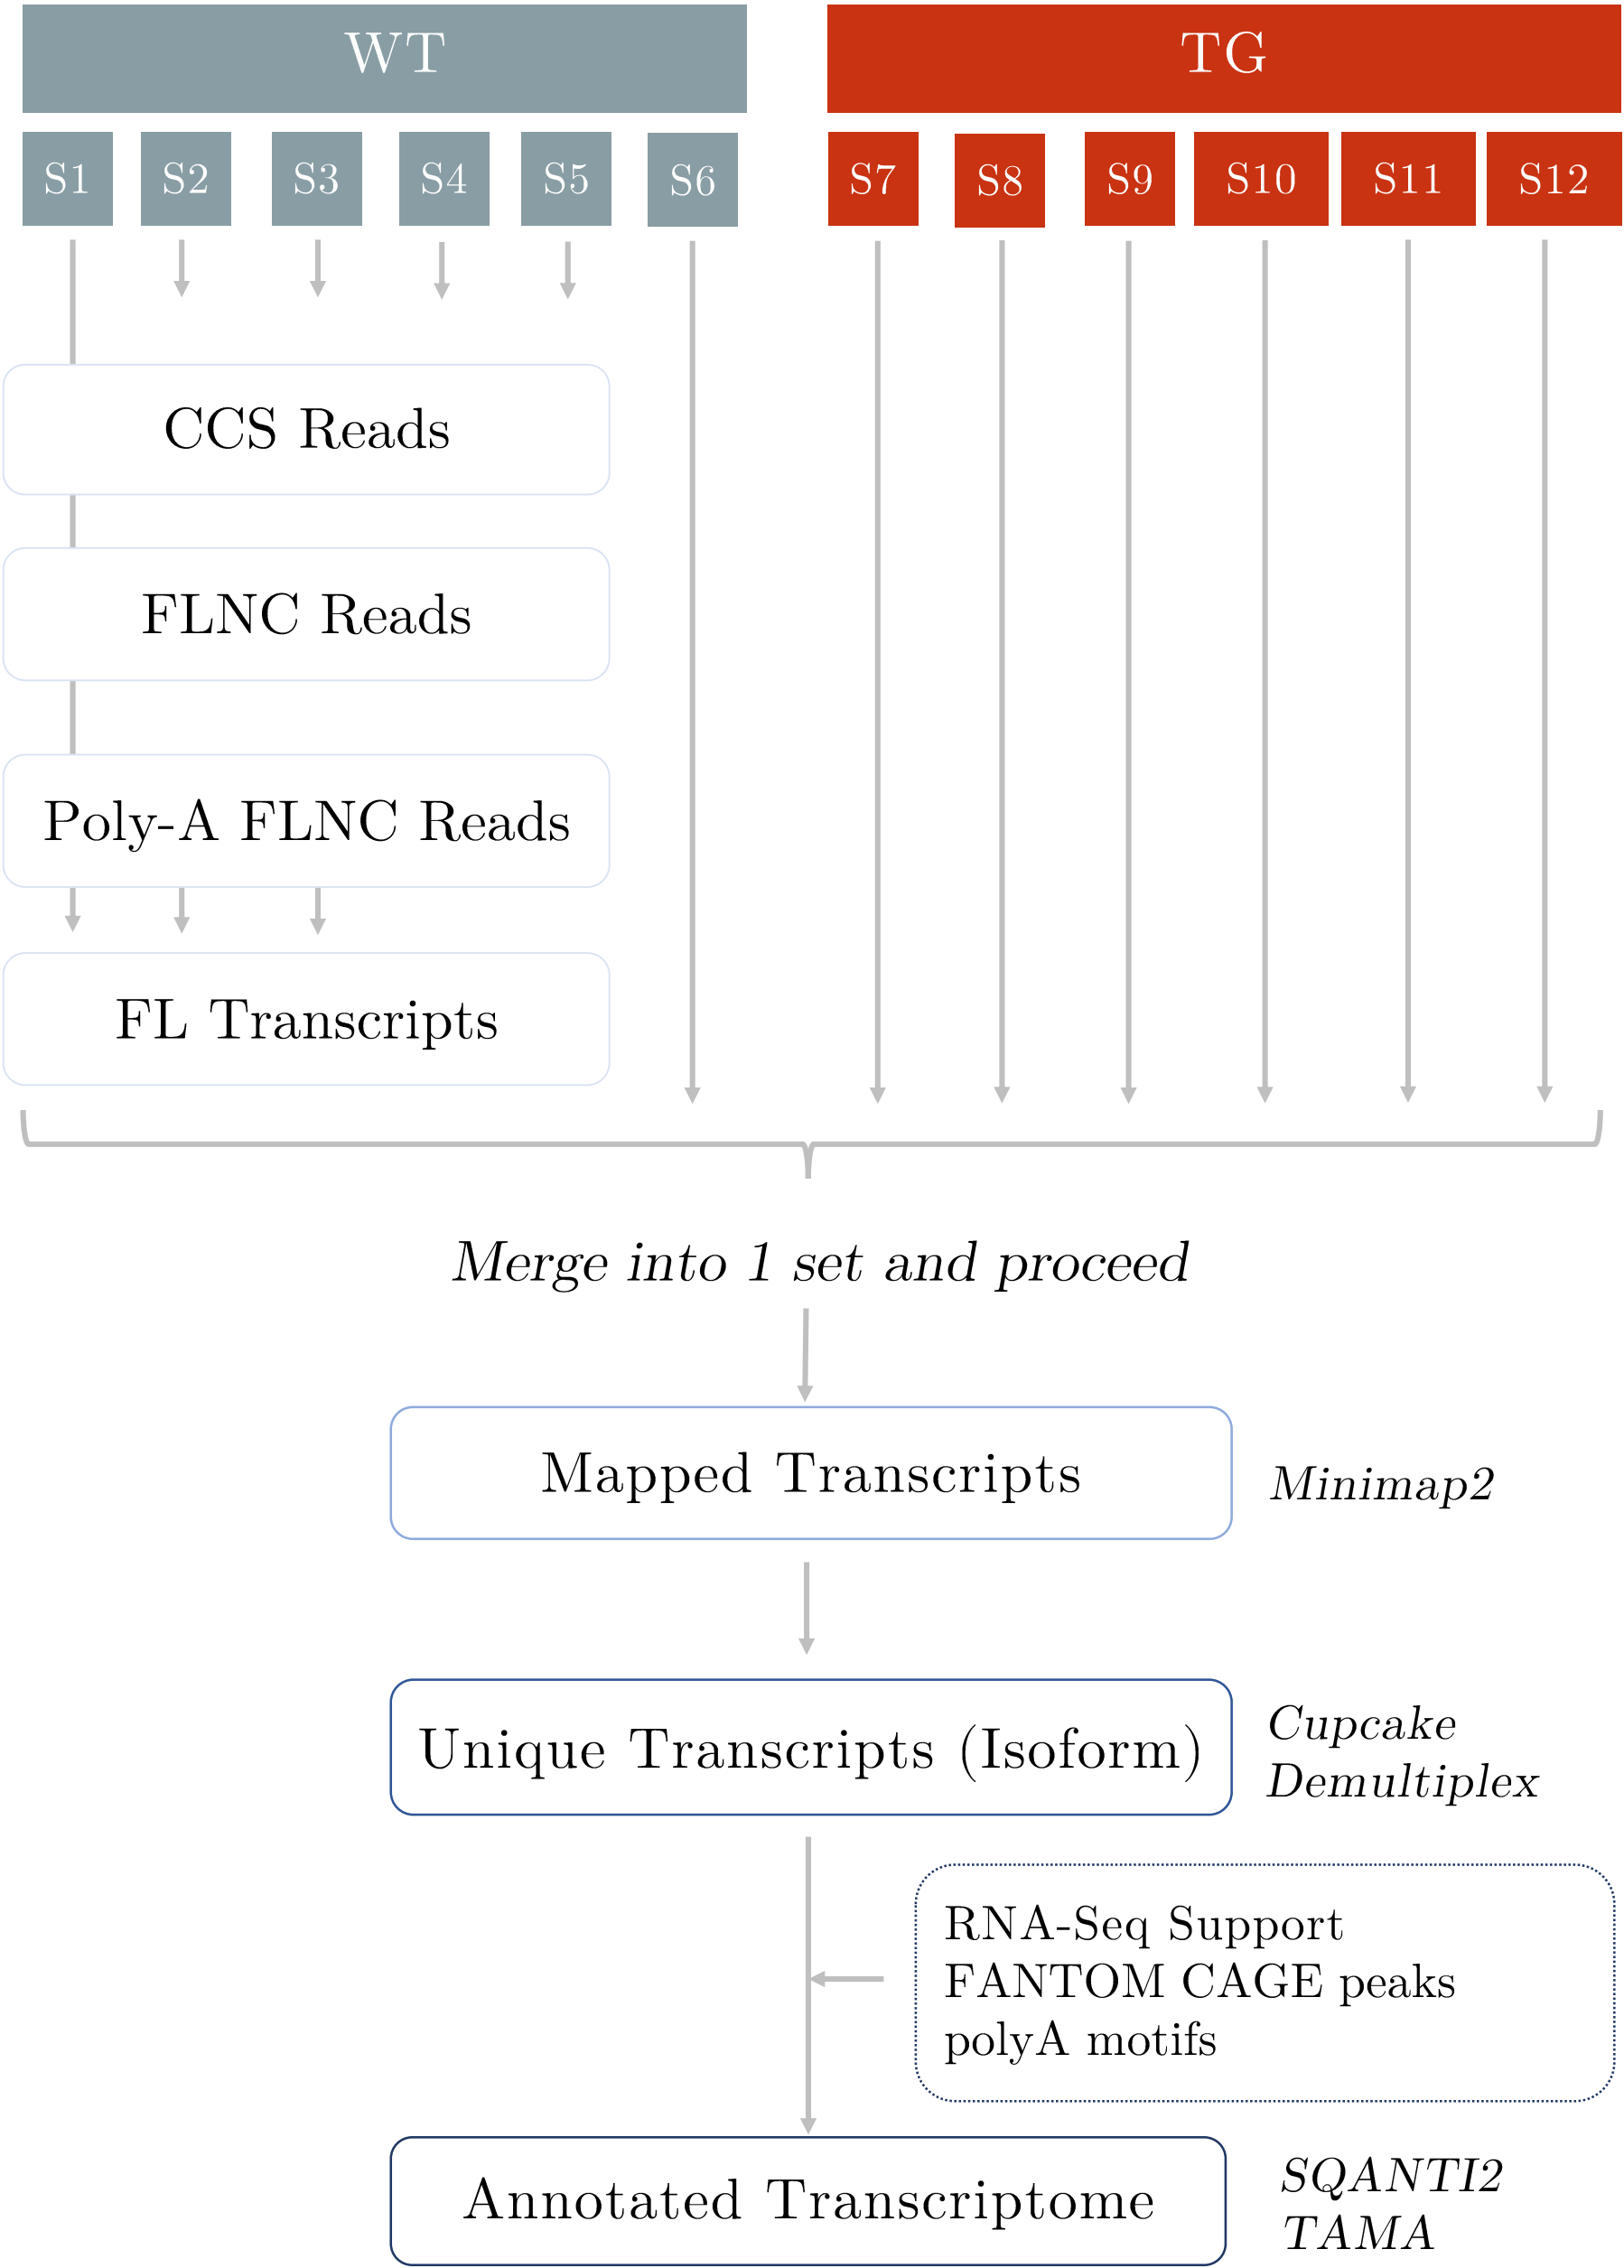 WT
TG
S1
S2
S3
S4
S5
S6
S7
S8
S9
S10
S11
S12
CCS Reads
FLNC Reads
Poly-A FLNC Reads
FL Transcripts
Merge into 1 set and proceed
Mapped Transcripts
Minimap2
Unique Transcripts (Isoform)
Cupcake
Demultiplex
RNA-Seq Support
FANTOM CAGE peaks
polyA motifs
Annotated Transcriptome
SQANTI2
TAMA